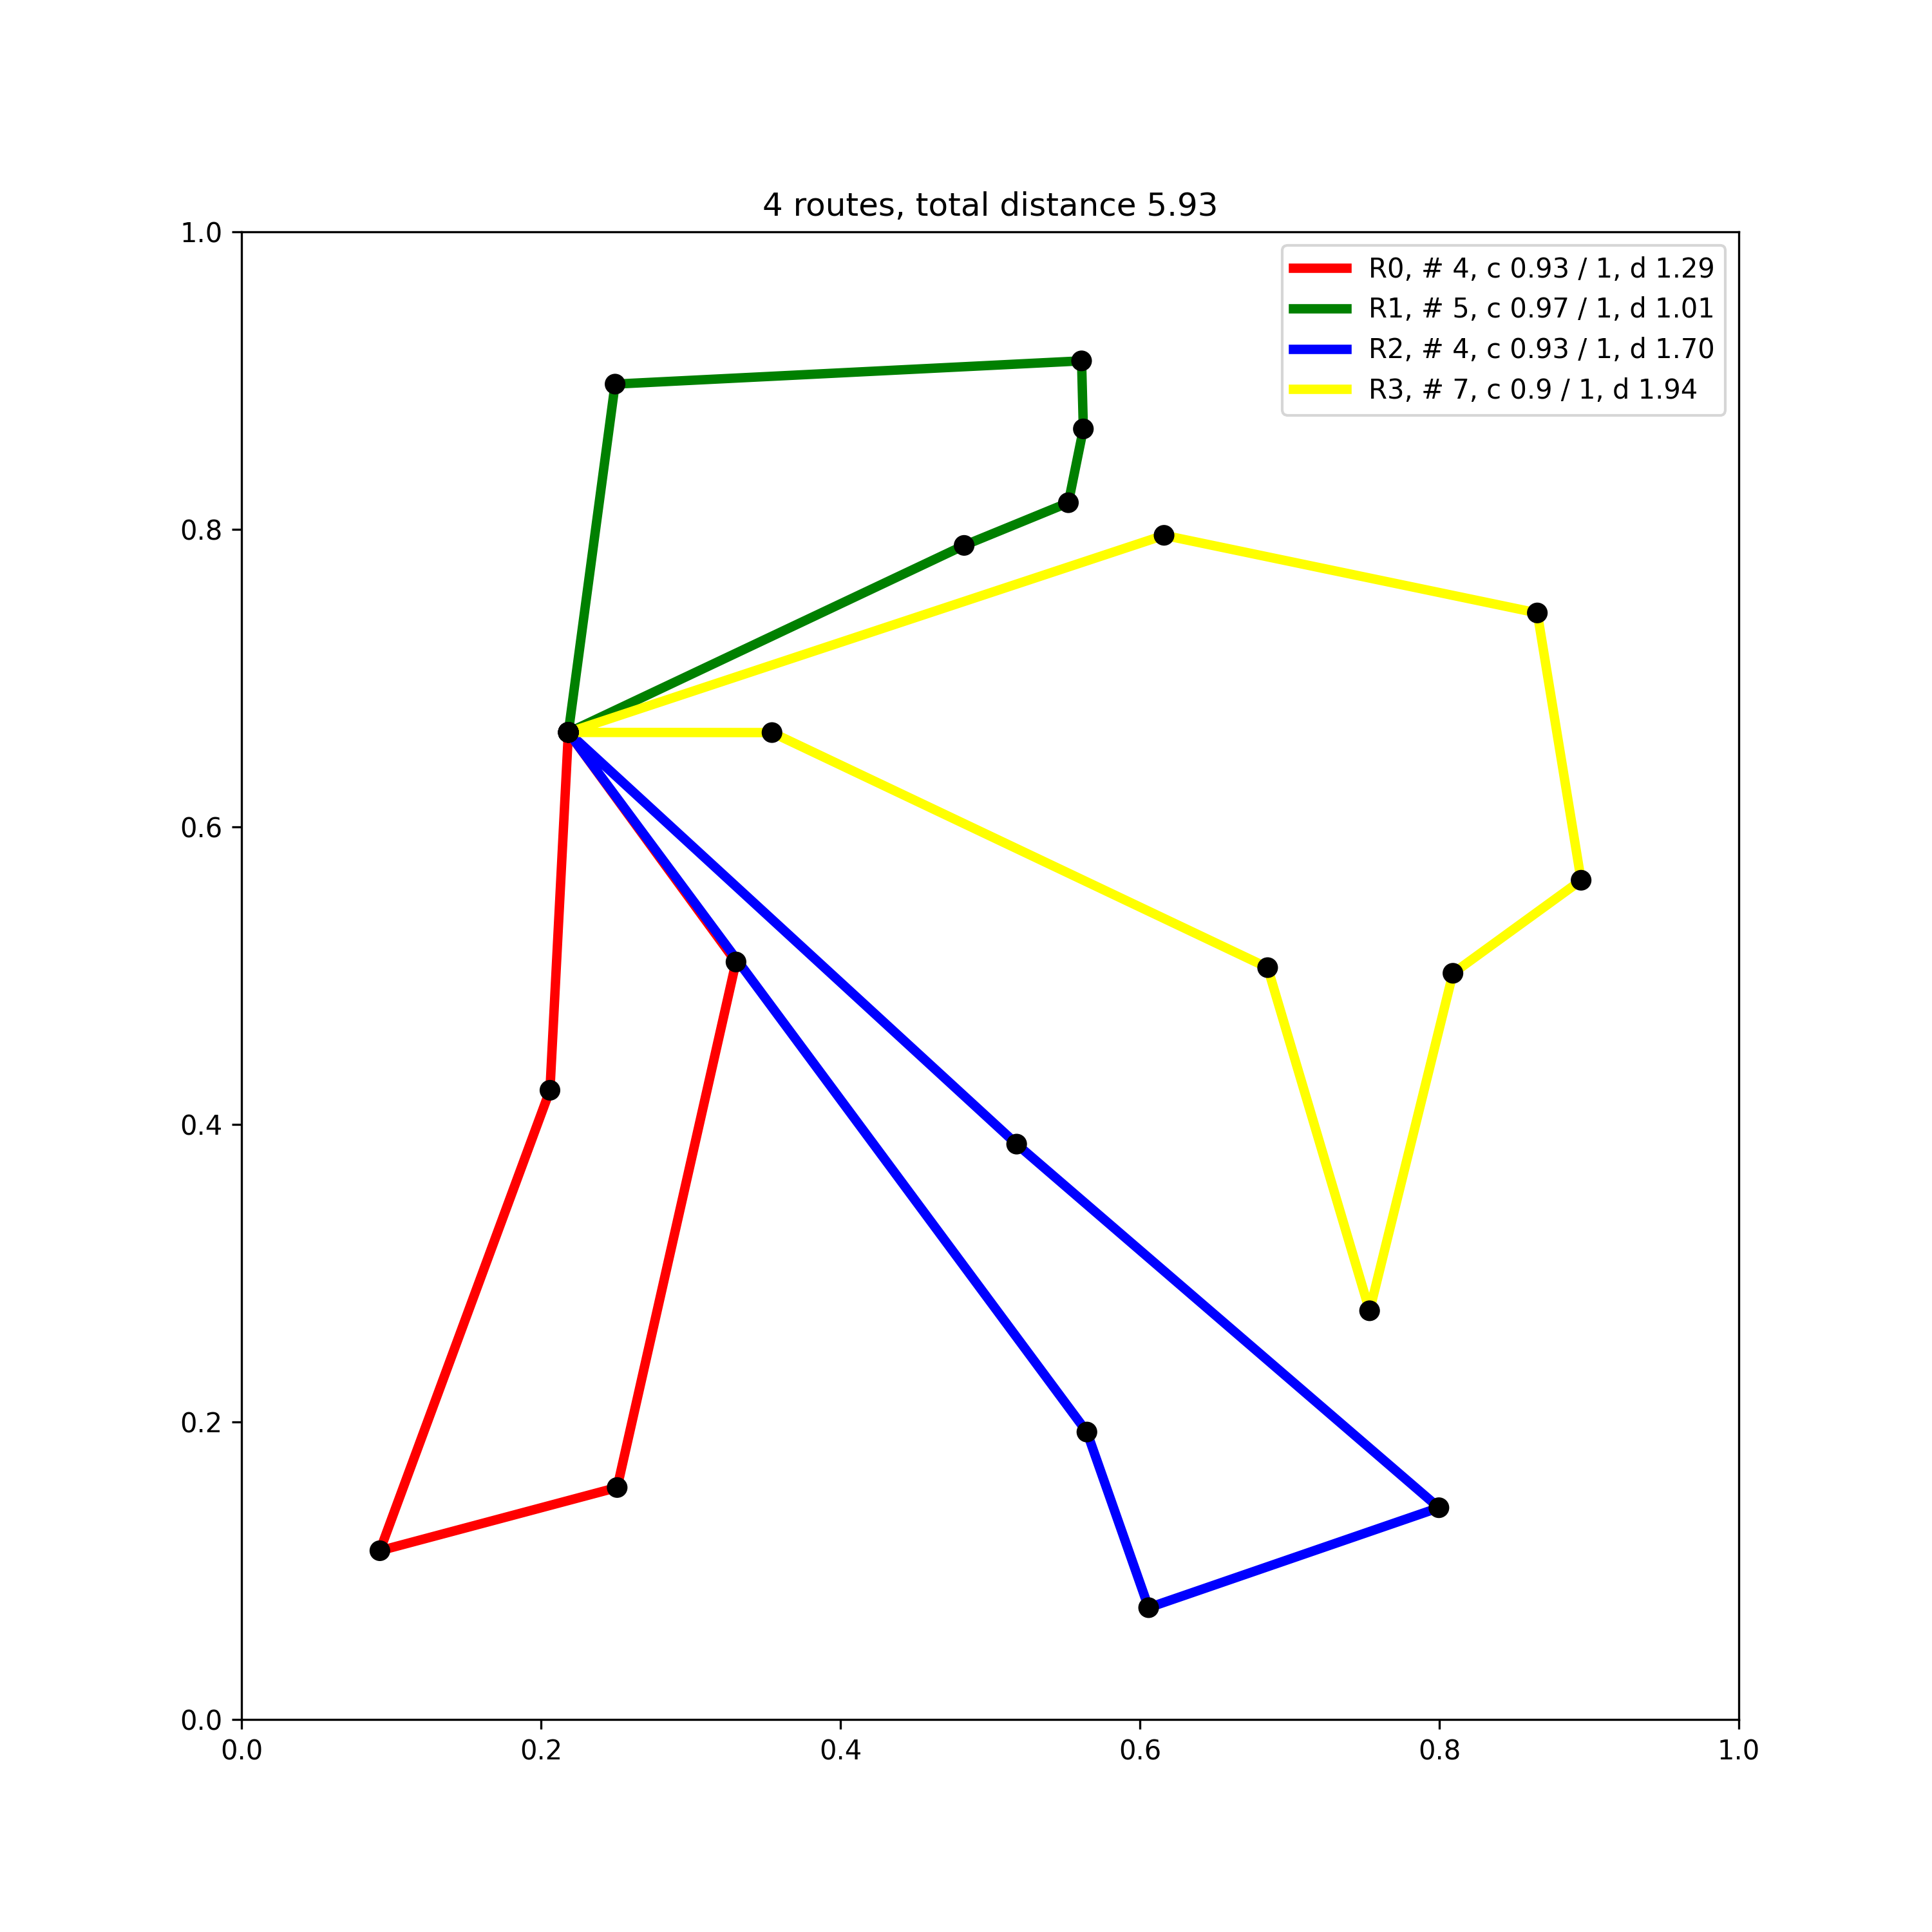 4 routes, total distance 5.93
R0, # 4, c 0.93 / 1, d 1.29
R1, # 5, c 0.97 / 1, d 1.01
R2, # 4, c 0.93 / 1, d 1.70
R3, # 7, c 0.9 / 1, d 1.94
1.0
0.8
0.6
0.4
0.2
0.0
0.0 0.2 0.4 0.6 0.8 1.0